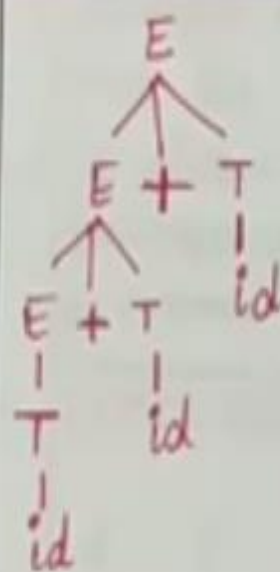 E
E + T
E + T id
T id
id